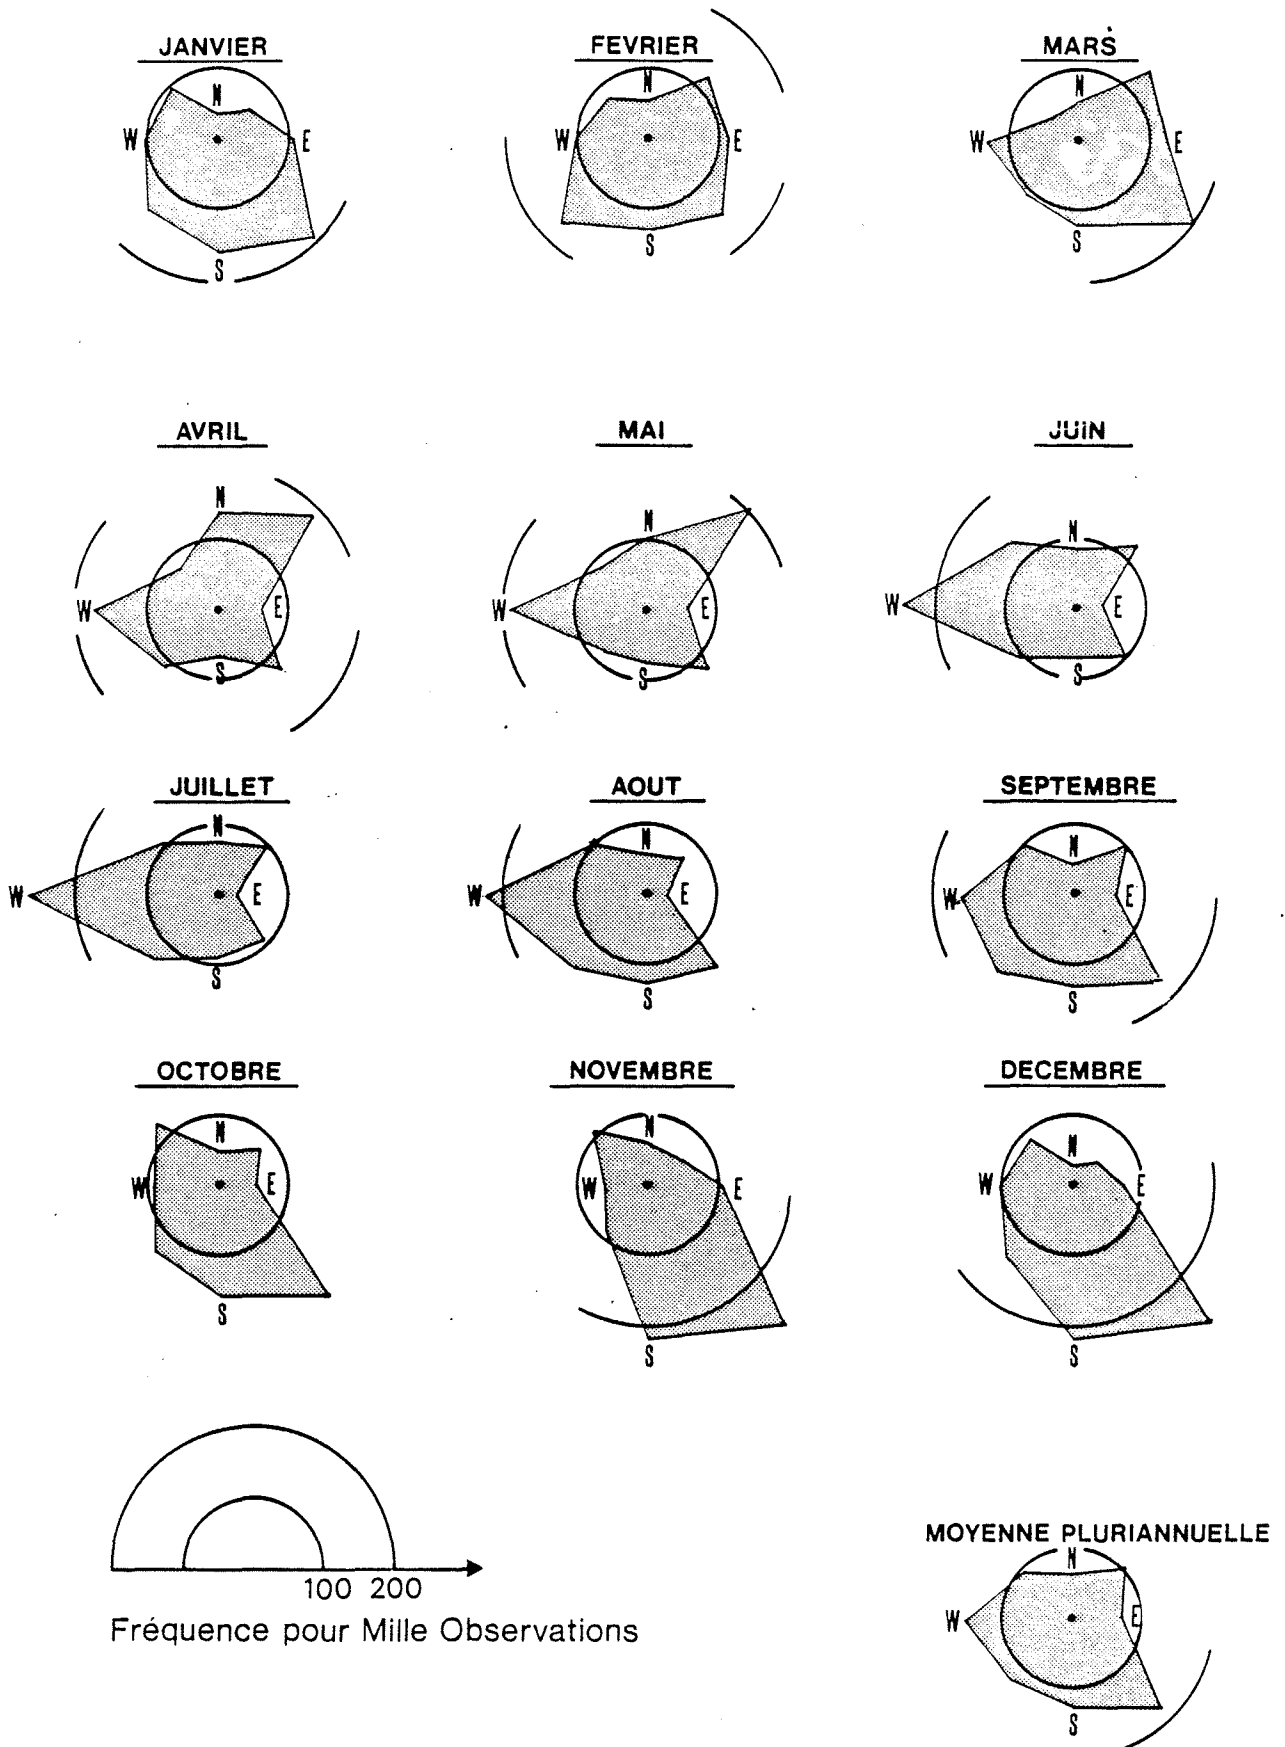 JANVIER FEVRIER MARS
N N N
W E W E W E
S S S
AVRIL MAI JUIN
N N N
W E W E W E
S S S
JUILLET AOUT SEPTEMBRE
N N N
W E W E W E
S S S
OCTOBRE NOVEMBRE DECEMBRE
N N N
W E W E W E
S S S
100 200
Fréquence pour Mille Observations
MOYENNE PLURIANNUELLE
N
W E
S